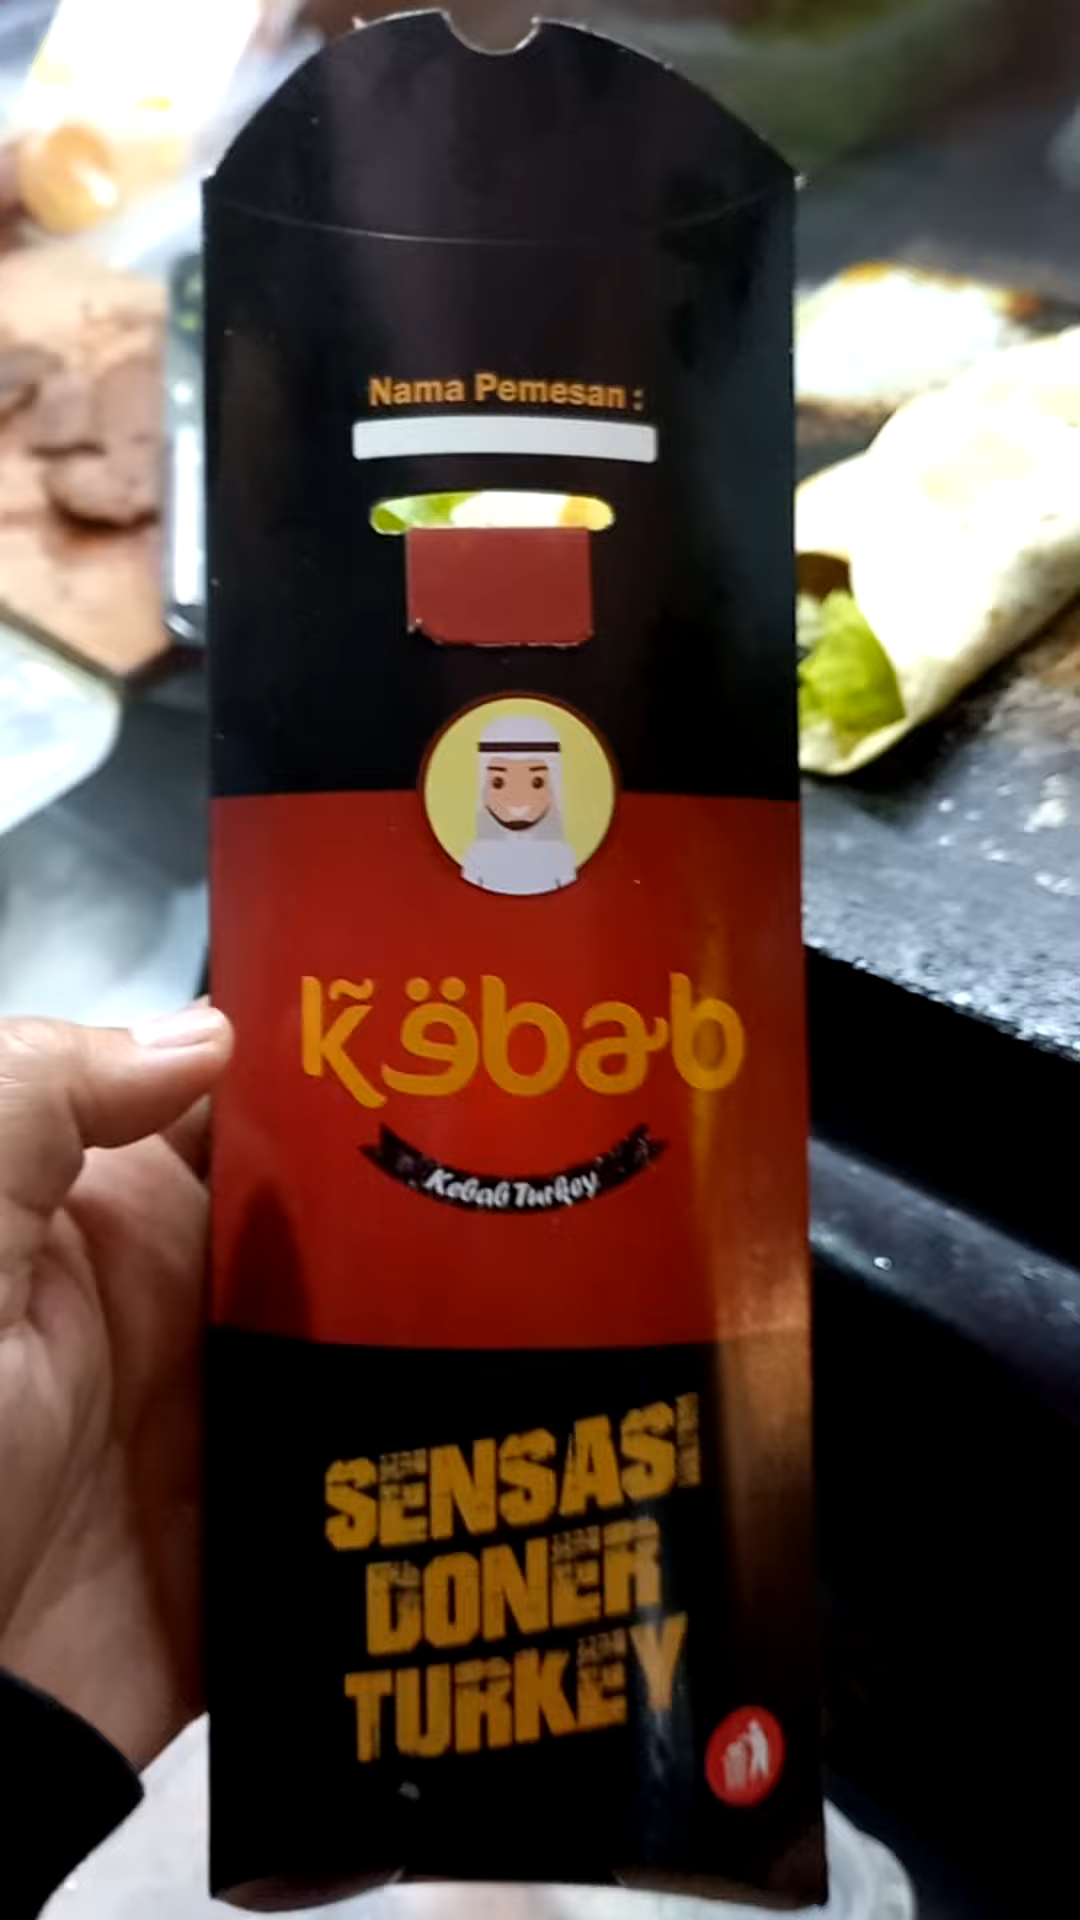 Nama Pemesan :
Kebab
Kebab Turkey
SENSASI
DONER
TURKEY